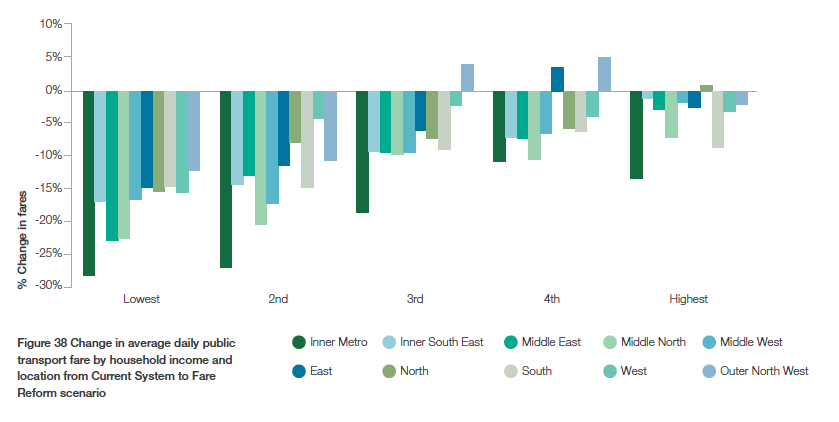 10%
5%
0%
-5%
-10%
-15%
-20%
-25%
-30%
% Change in fares
Lowest 2nd 3rd 4th Highest
Figure 38 Change in average daily public
transport fare by household income and
location from Current System to Fare
Reform scenario
Inner Metro Inner South East Middle East Middle North Middle West
East North South West Outer North West